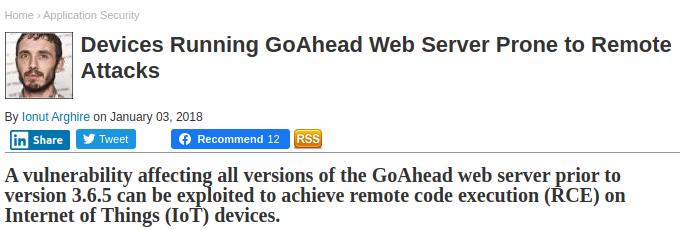 Home › Application Security
Devices Running GoAhead Web Server Prone to Remote
Attacks
By Ionut Arghire on January 03, 2018
in Share Tweet Recommend 12 RSS
A vulnerability affecting all versions of the GoAhead web server prior to
version 3.6.5 can be exploited to achieve remote code execution (RCE) on
Internet of Things (IoT) devices.